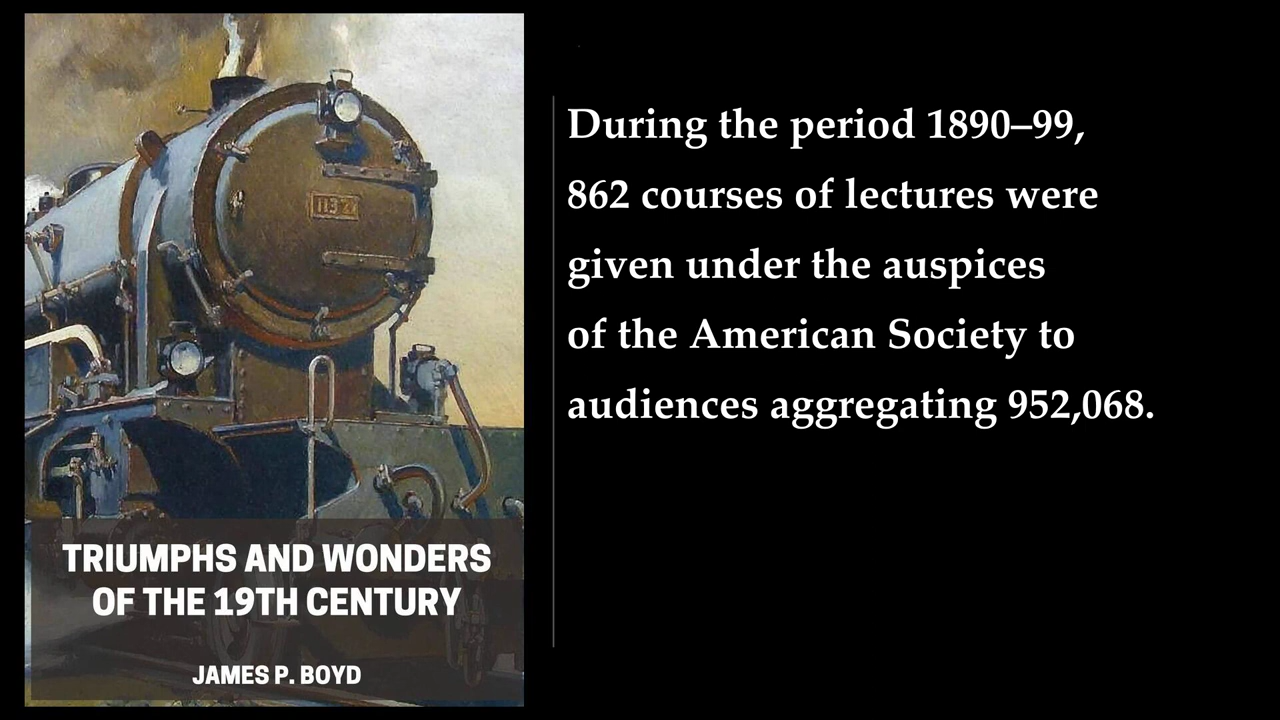 1132
TRIUMPHS AND WONDERS
OF THE 19TH CENTURY
JAMES P. BOYD
During the period 1890–99,
862 courses of lectures were
given under the auspices
of the American Society to
audiences aggregating 952,068.